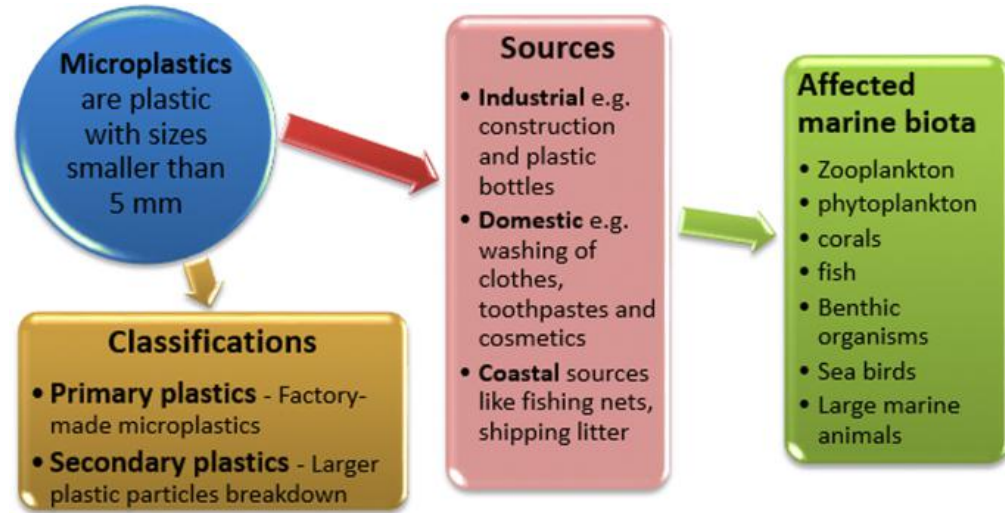 Microplastics
are plastic
with sizes
smaller than
5 mm
Classifications
• Primary plastics - Factory-
made microplastics
• Secondary plastics - Larger
plastic particles breakdown
Sources
• Industrial e.g.
construction
and plastic
bottles
• Domestic e.g.
washing of
clothes,
toothpastes and
cosmetics
• Coastal sources
like fishing nets,
shipping litter
Affected
marine biota
• Zooplankton
• phytoplankton
• corals
• fish
• Benthic
organisms
• Sea birds
• Large marine
animals